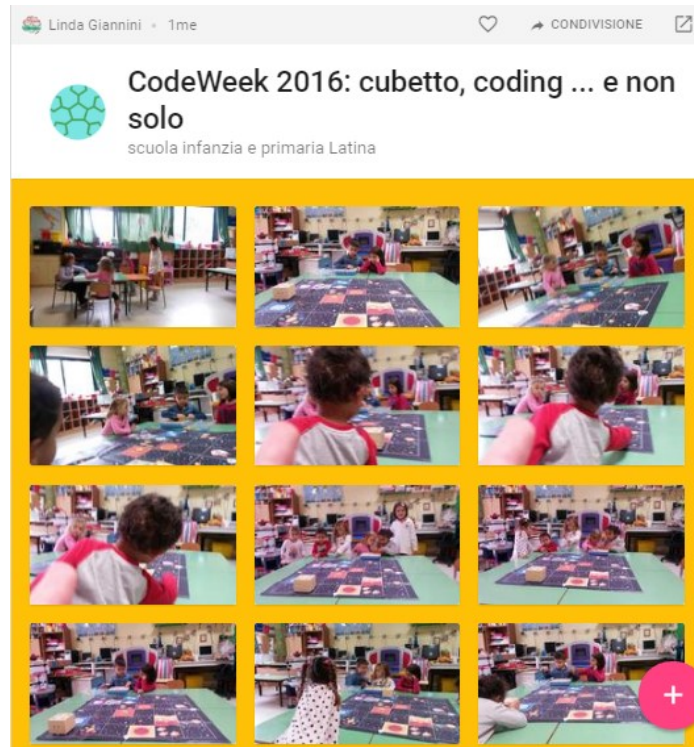 Linda Giannini • 1me
CONDIVISIONE
CodeWeek 2016: cubetto, coding ... e non
solo
scuola infanzia e primaria Latina